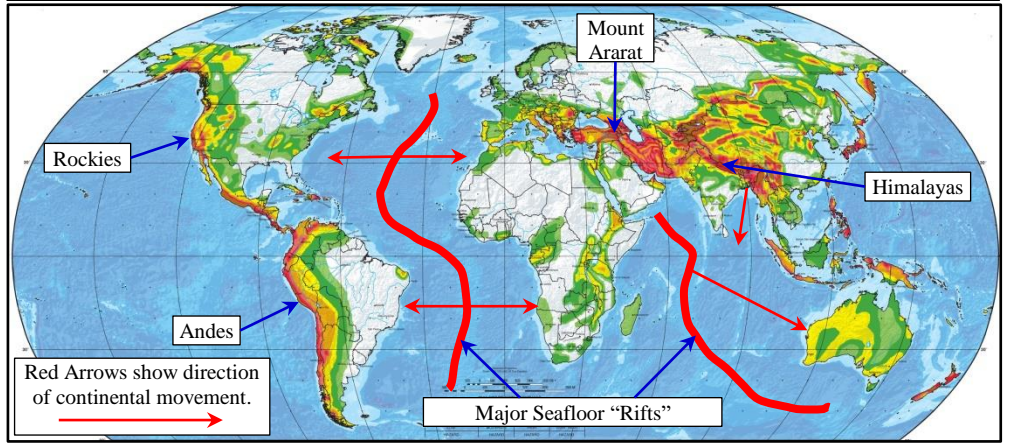 Mount
Ararat
Rockies
Himalayas
Andes
Red Arrows show direction
of continental movement.
Major Seafloor “Rifts”